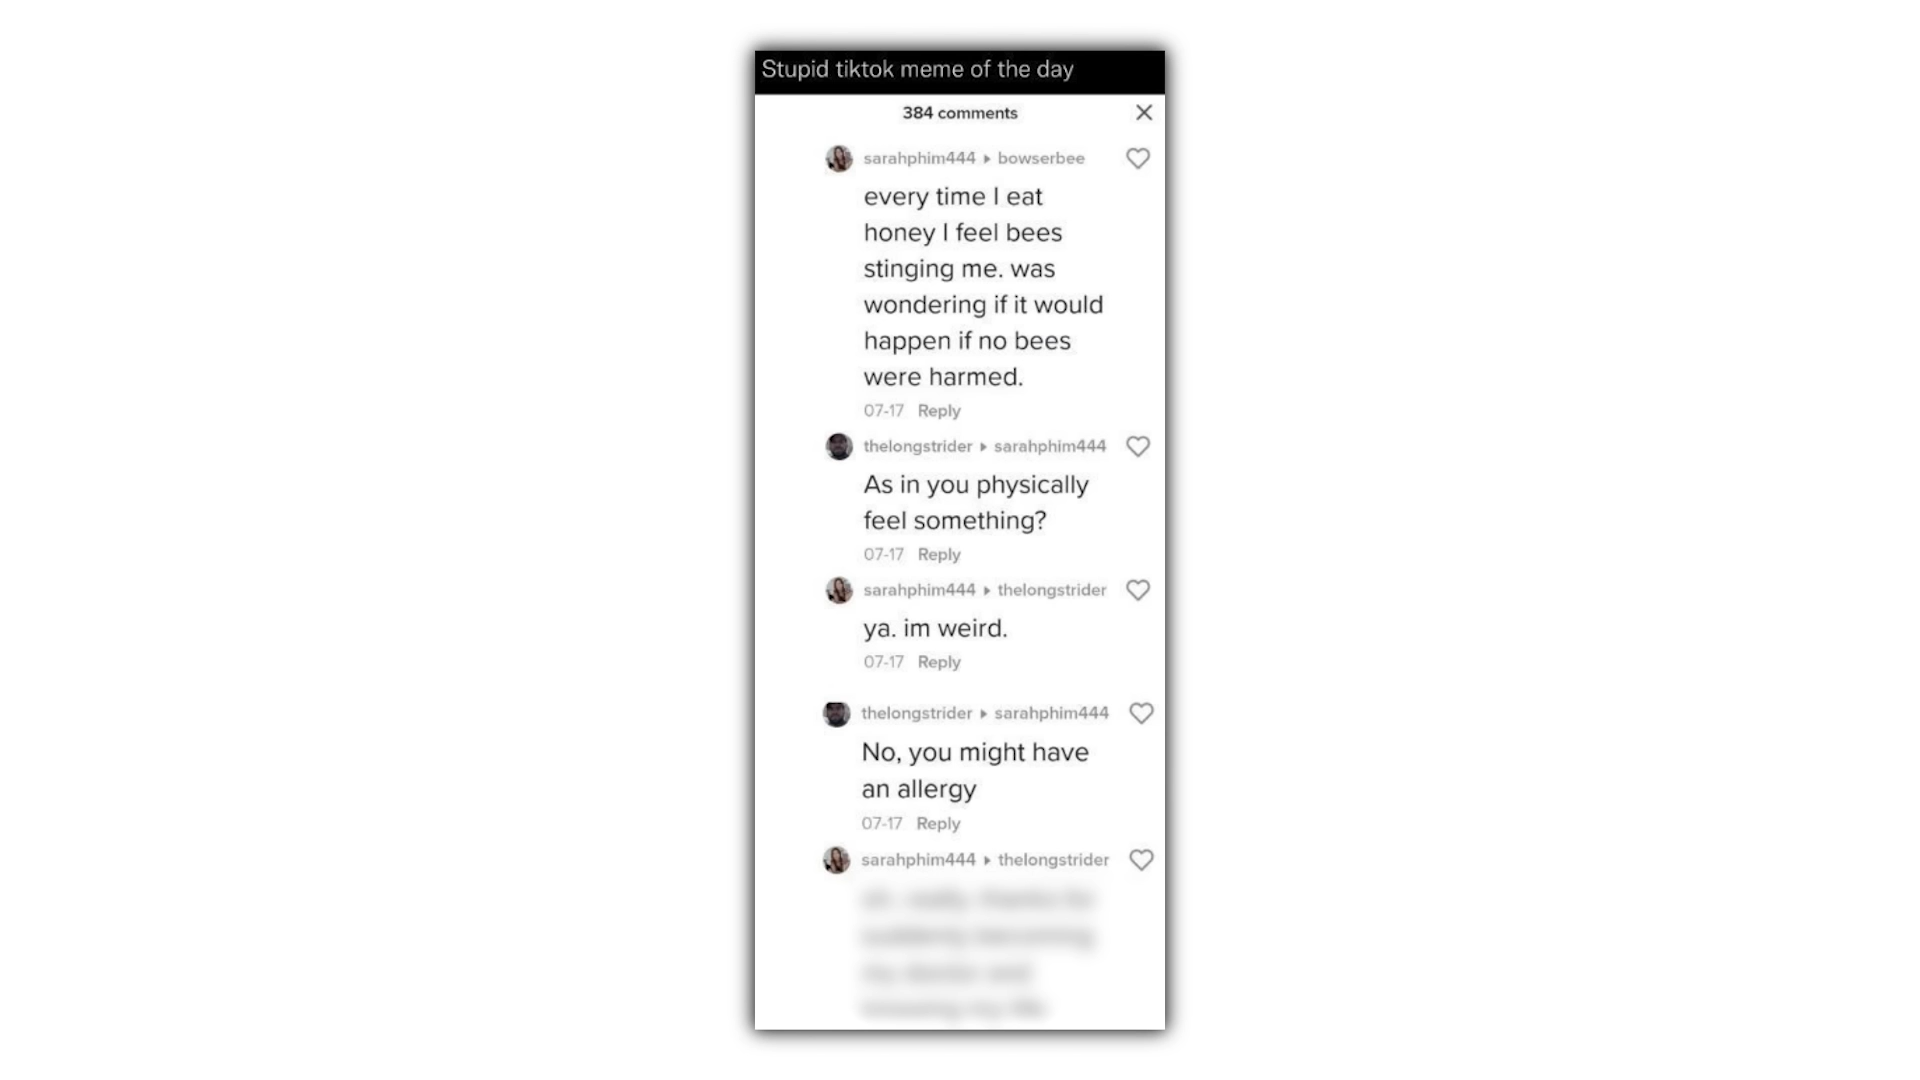 Stupid tiktok meme of the day
384 comments
sarahphim444 ▸ bowserbee
every time I eat
honey I feel bees
stinging me. was
wondering if it would
happen if no bees
were harmed.
07-17 Reply
thelongstrider ▸ sarahphim444
As in you physically
feel something?
07-17 Reply
sarahphim444 ▸ thelongstrider
ya. im weird.
07-17 Reply
thelongstrider ▸ sarahphim444
No, you might have
an allergy
07-17 Reply
sarahphim444 ▸ thelongstrider